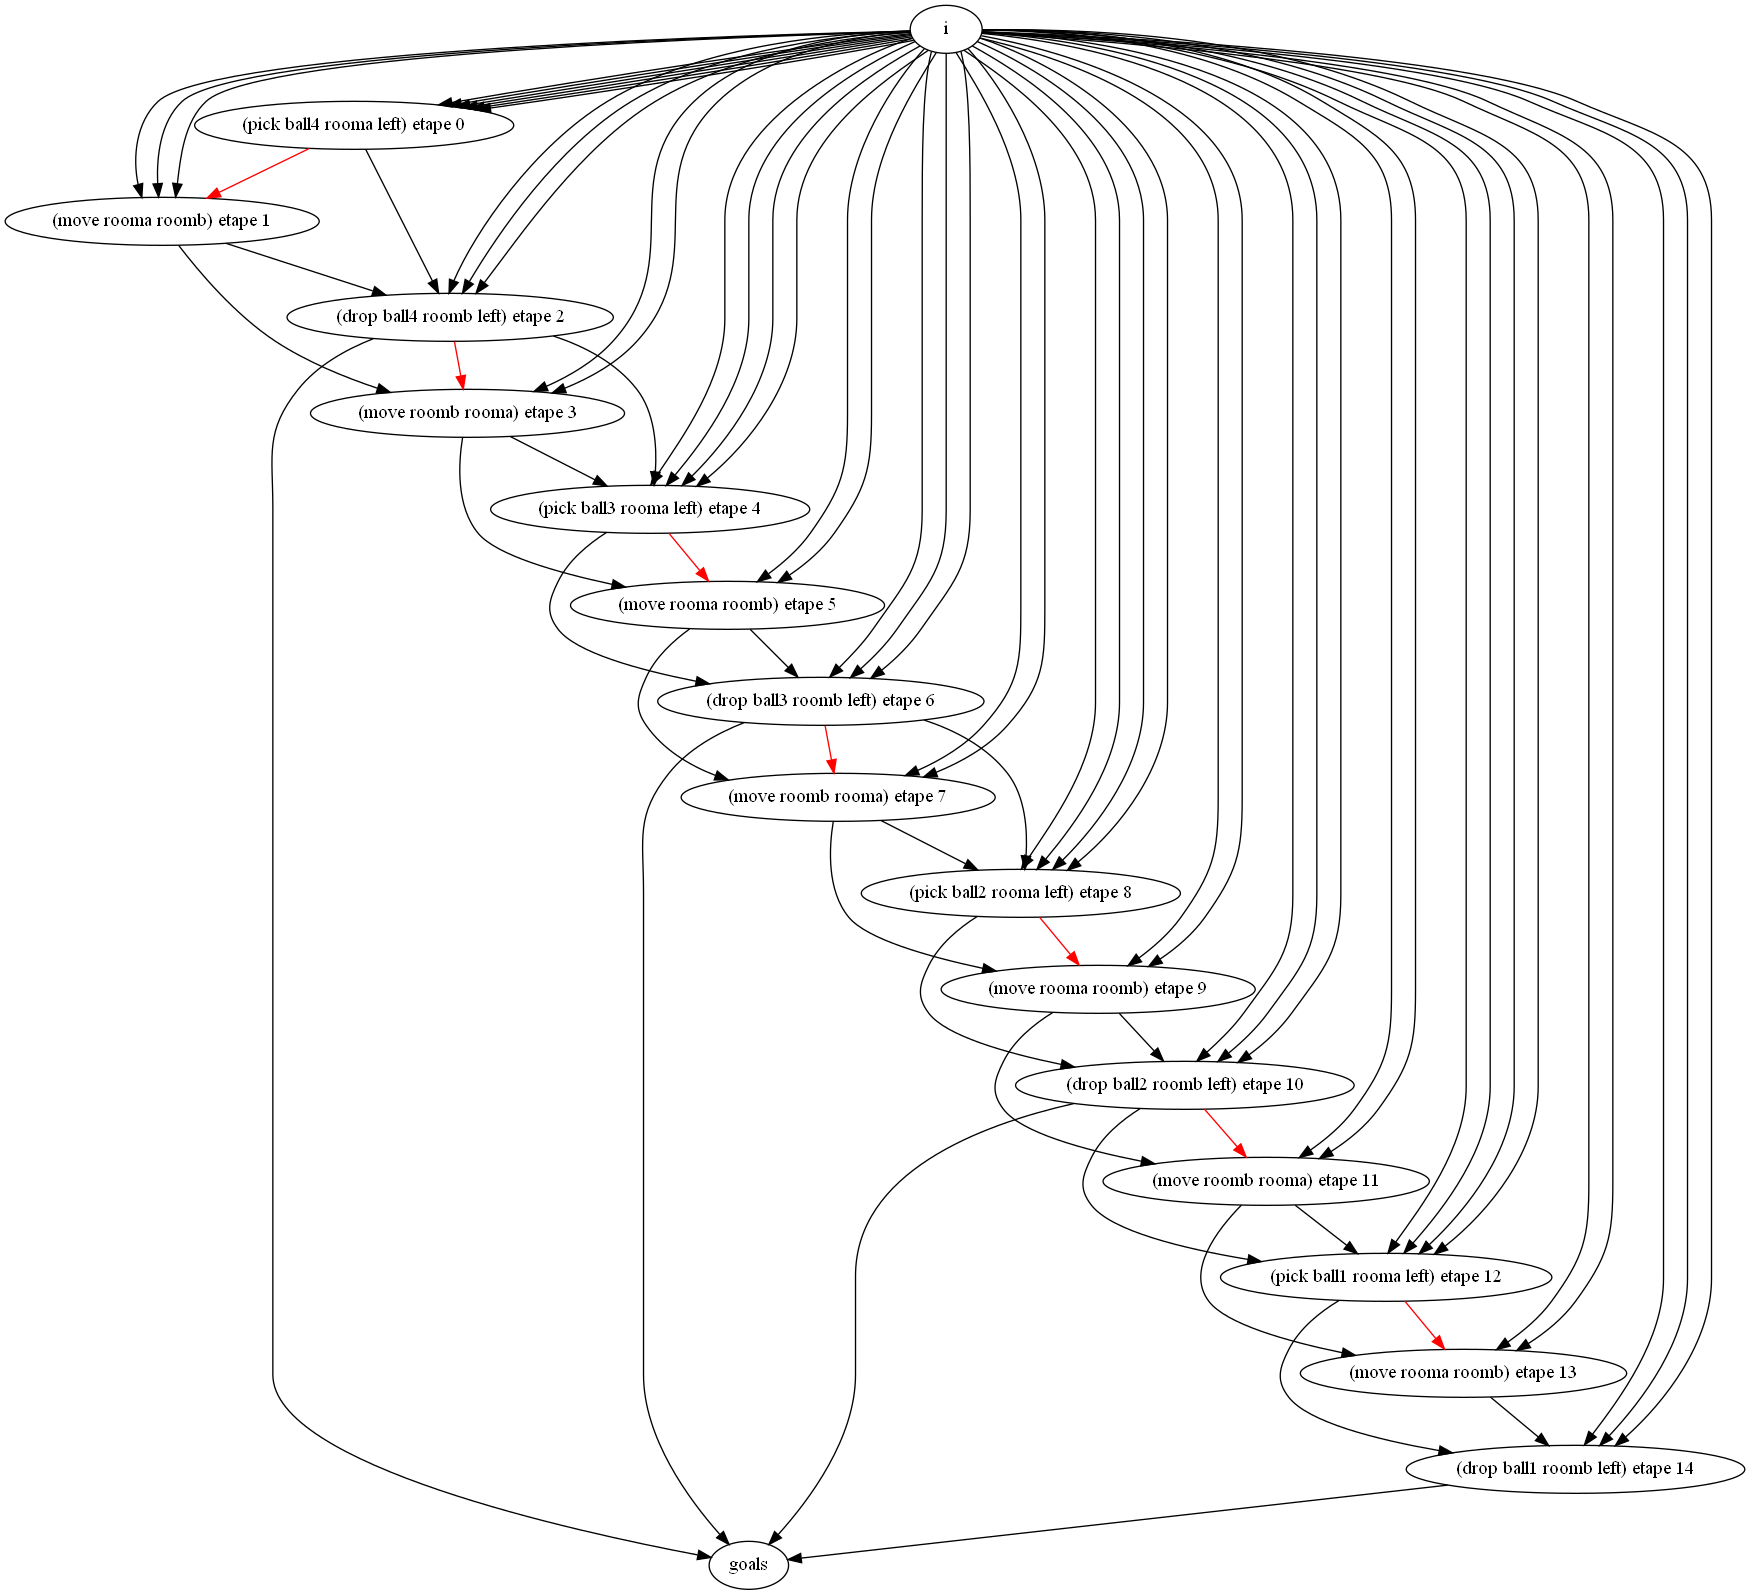 i
(pick ball4 rooma left) etape 0
(move rooma roomb) etape 1
(drop ball4 roomb left) etape 2
(move roomb rooma) etape 3
(pick ball3 rooma left) etape 4
(move rooma roomb) etape 5
(drop ball3 roomb left) etape 6
(move roomb rooma) etape 7
(pick ball2 rooma left) etape 8
(move rooma roomb) etape 9
(drop ball2 roomb left) etape 10
(move roomb rooma) etape 11
(pick ball1 rooma left) etape 12
(move rooma roomb) etape 13
(drop ball1 roomb left) etape 14
goals